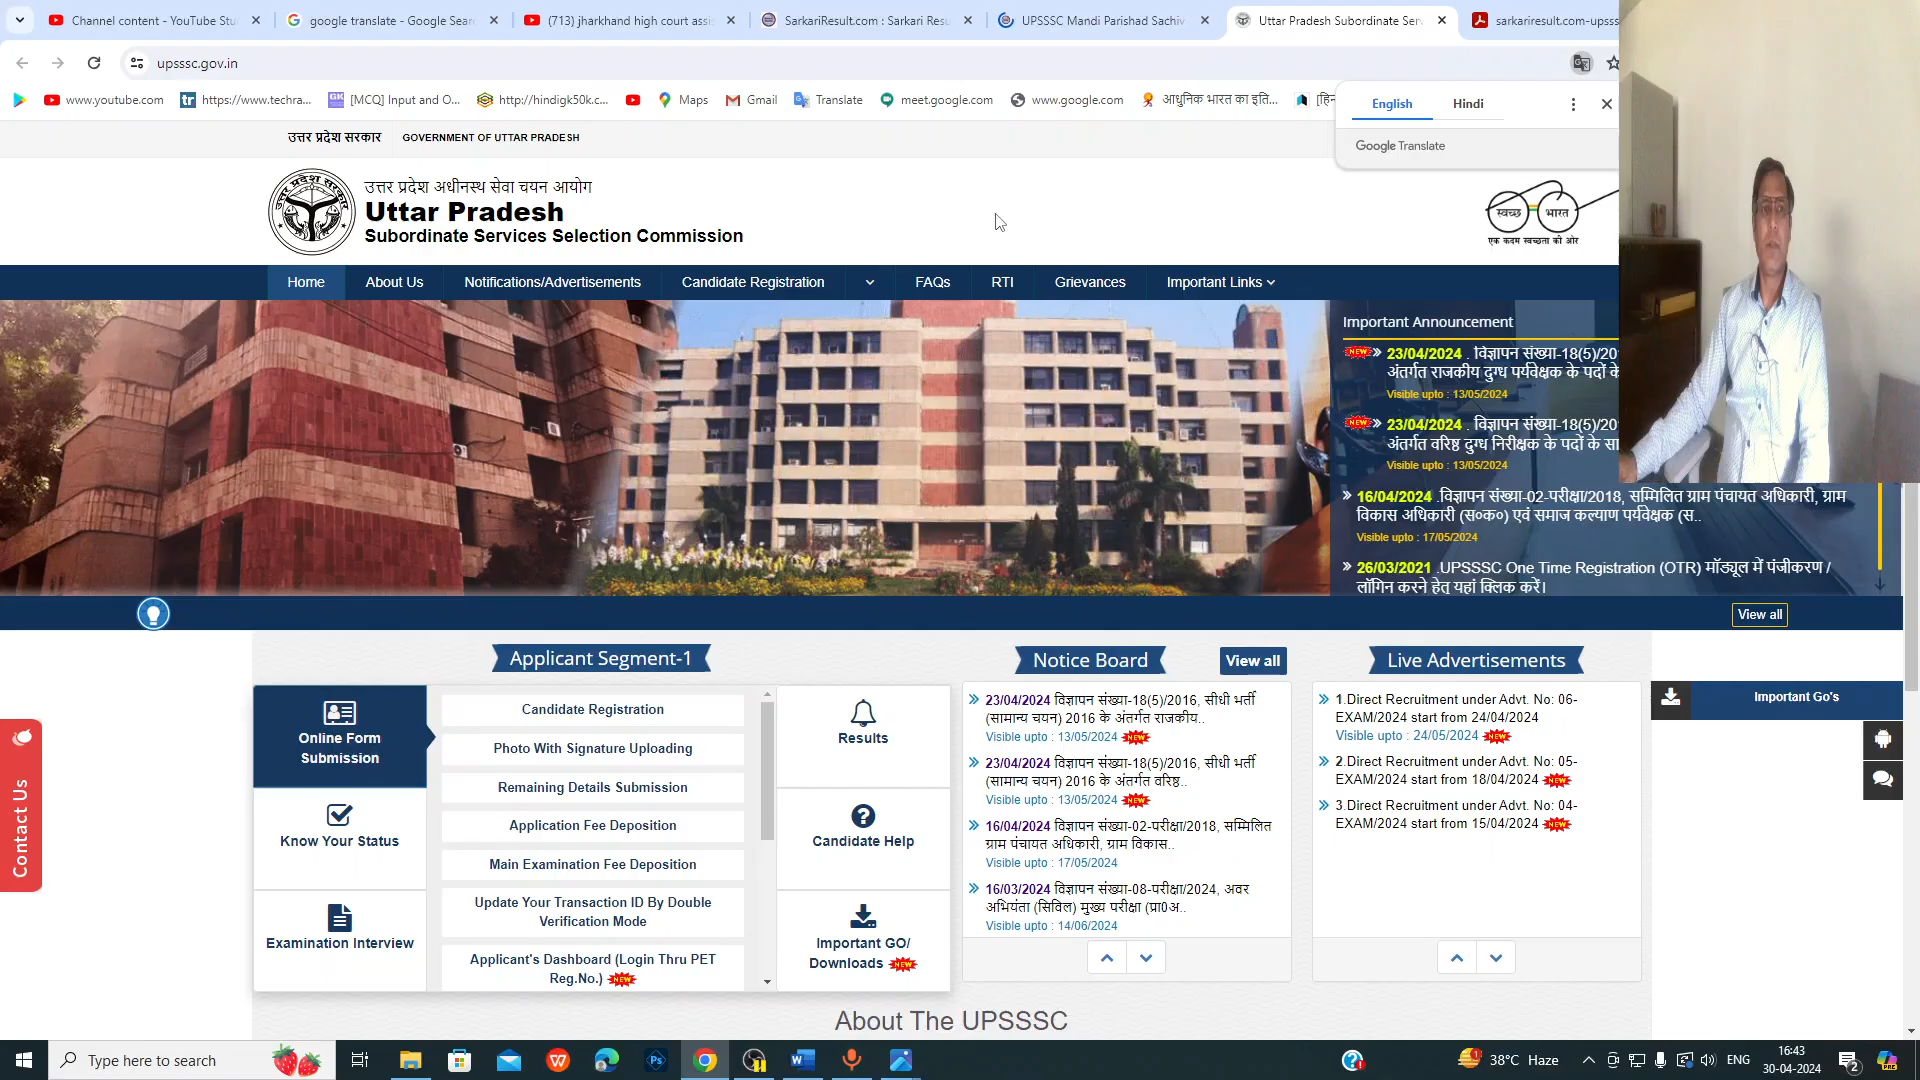 Channel content - YouTube Stu
google translate - Google Sear
(713) jharkhand high court assi
SarkariResult.com : Sarkari Resu
UPSSSC Mandi Parishad Sachiv
Uttar Pradesh Subordinate Serv
sarkariresult.com-upsss
upsssc.gov.in
www.youtube.com
https://www.techra...
[MCQ] Input and O...
http://hindigk50k.c...
Maps
Gmail
Translate
meet.google.com
www.google.com
आधुनिक भारत का इति...
[हिन
English
Hindi
Google Translate
उत्तर प्रदेश सरकार
GOVERNMENT OF UTTAR PRADESH
उत्तर प्रदेश अधीनस्थ सेवा चयन आयोग
Uttar Pradesh
Subordinate Services Selection Commission
स्वच्छ भारत
एक कदम स्वच्छता की ओर
Home
About Us
Notifications/Advertisements
Candidate Registration
FAQs
RTI
Grievances
Important Links
Important Announcement
NEW 23/04/2024 . विज्ञापन संख्या-18(5)/20
अंतर्गत राजकीय दुग्ध पर्यवेक्षक के पदों के
Visible upto : 13/05/2024
NEW 23/04/2024 . विज्ञापन संख्या-18(5)/20
अंतर्गत वरिष्ठ दुग्ध निरीक्षक के पदों के सा
Visible upto : 13/05/2024
16/04/2024 .विज्ञापन संख्या-02-परीक्षा/2018, सम्मिलित ग्राम पंचायत अधिकारी, ग्राम
विकास अधिकारी (स०क०) एवं समाज कल्याण पर्यवेक्षक (स..
Visible upto : 17/05/2024
26/03/2021 .UPSSSC One Time Registration (OTR) मॉड्यूल में पंजीकरण /
लॉगिन करने हेतु यहां क्लिक करें।
View all
Applicant Segment-1
Online Form
Submission
Know Your Status
Examination Interview
Candidate Registration
Photo With Signature Uploading
Remaining Details Submission
Application Fee Deposition
Main Examination Fee Deposition
Update Your Transaction ID By Double
Verification Mode
Applicant's Dashboard (Login Thru PET
Reg.No.) NEW
Results
Candidate Help
Important GO/
Downloads NEW
Notice Board
View all
23/04/2024 विज्ञापन संख्या-18(5)/2016, सीधी भर्ती
(सामान्य चयन) 2016 के अंतर्गत राजकीय..
Visible upto : 13/05/2024 NEW
23/04/2024 विज्ञापन संख्या-18(5)/2016, सीधी भर्ती
(सामान्य चयन) 2016 के अंतर्गत वरिष्ठ..
Visible upto : 13/05/2024 NEW
16/04/2024 विज्ञापन संख्या-02-परीक्षा/2018, सम्मिलित
ग्राम पंचायत अधिकारी, ग्राम विकास..
Visible upto : 17/05/2024
16/03/2024 विज्ञापन संख्या-08-परीक्षा/2024, अवर
अभियंता (सिविल) मुख्य परीक्षा (प्रा0अ..
Visible upto : 14/06/2024
Live Advertisements
1.Direct Recruitment under Advt. No: 06-
EXAM/2024 start from 24/04/2024
Visible upto : 24/05/2024 NEW
2.Direct Recruitment under Advt. No: 05-
EXAM/2024 start from 18/04/2024 NEW
3.Direct Recruitment under Advt. No: 04-
EXAM/2024 start from 15/04/2024 NEW
Important Go's
Contact Us
About The UPSSSC
Type here to search
38°C Haze
ENG
16:43
30-04-2024
2